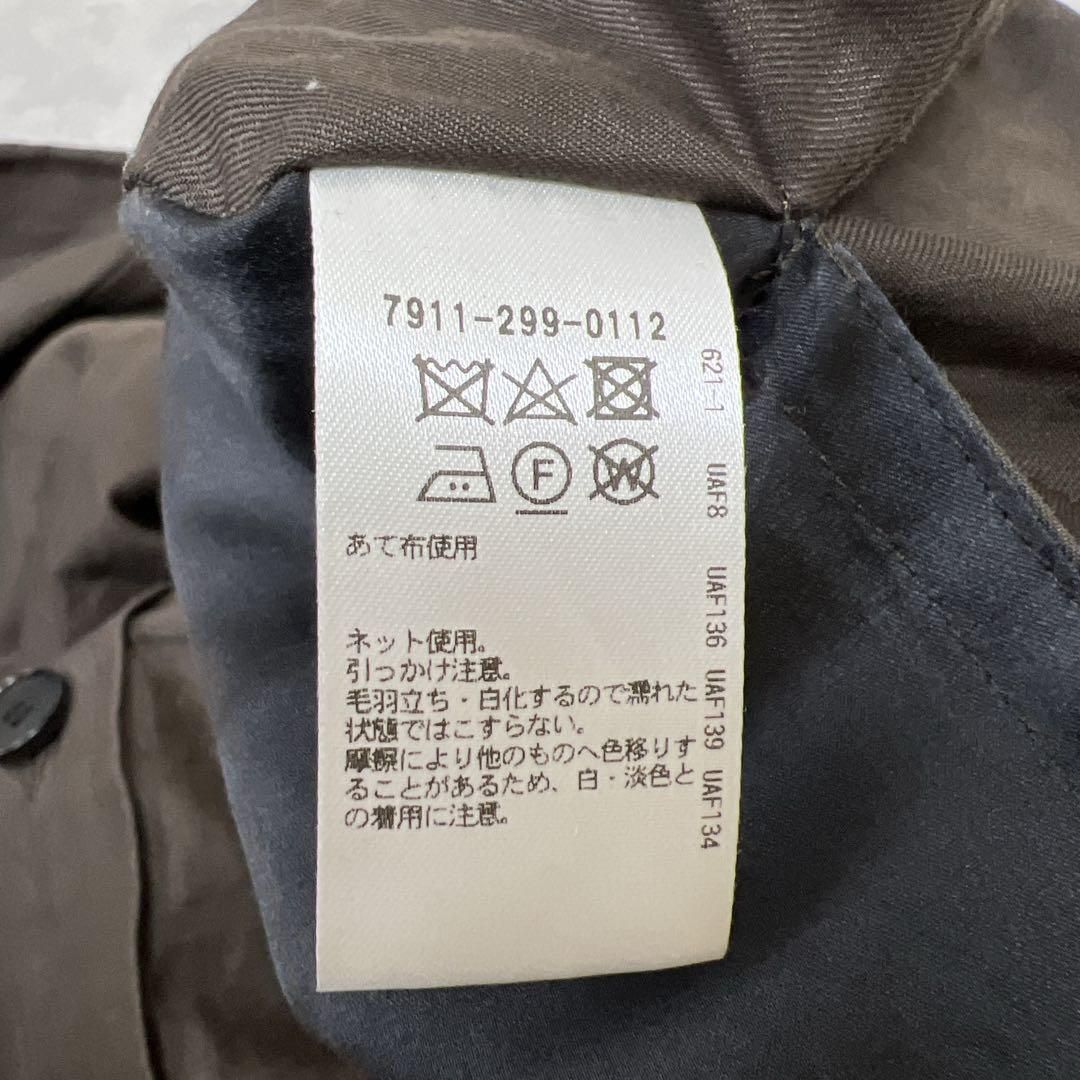 7911-299-0112
F
W
あて布使用
ネット使用。
引っかけ注意。
毛羽立ち・白化するので濡れた
状態ではこすらない。
摩擦により他のものへ色移りす
ることがあるため、白・淡色と
の着用に注意。
621-1 UAF8 UAF136 UAF139 UAF134